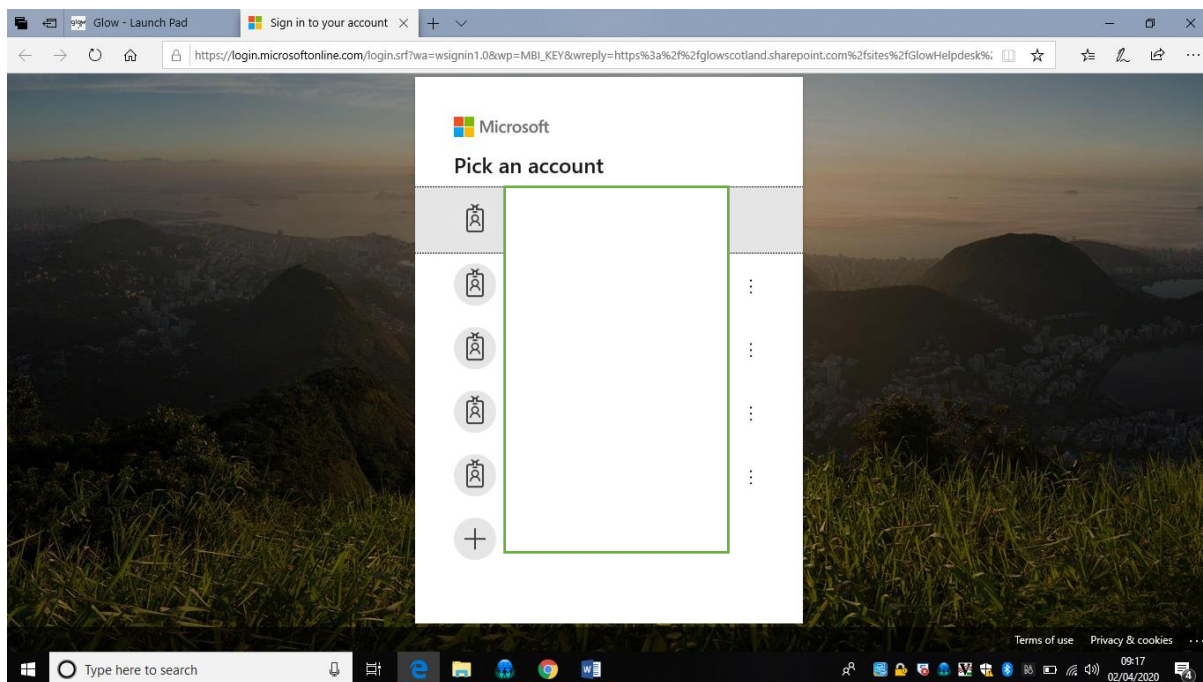 Glow - Launch Pad
Sign in to your account
https://login.microsoftonline.com/login.srf?wa=wsignin1.0&wp=MBI_KEY&wreply=https%3a%2f%2fglowscotland.sharepoint.com%2fsites%2fGlowHelpdesk%
Microsoft
Pick an account
Terms of use Privacy & cookies ...
Type here to search
09:17
02/04/2020
4